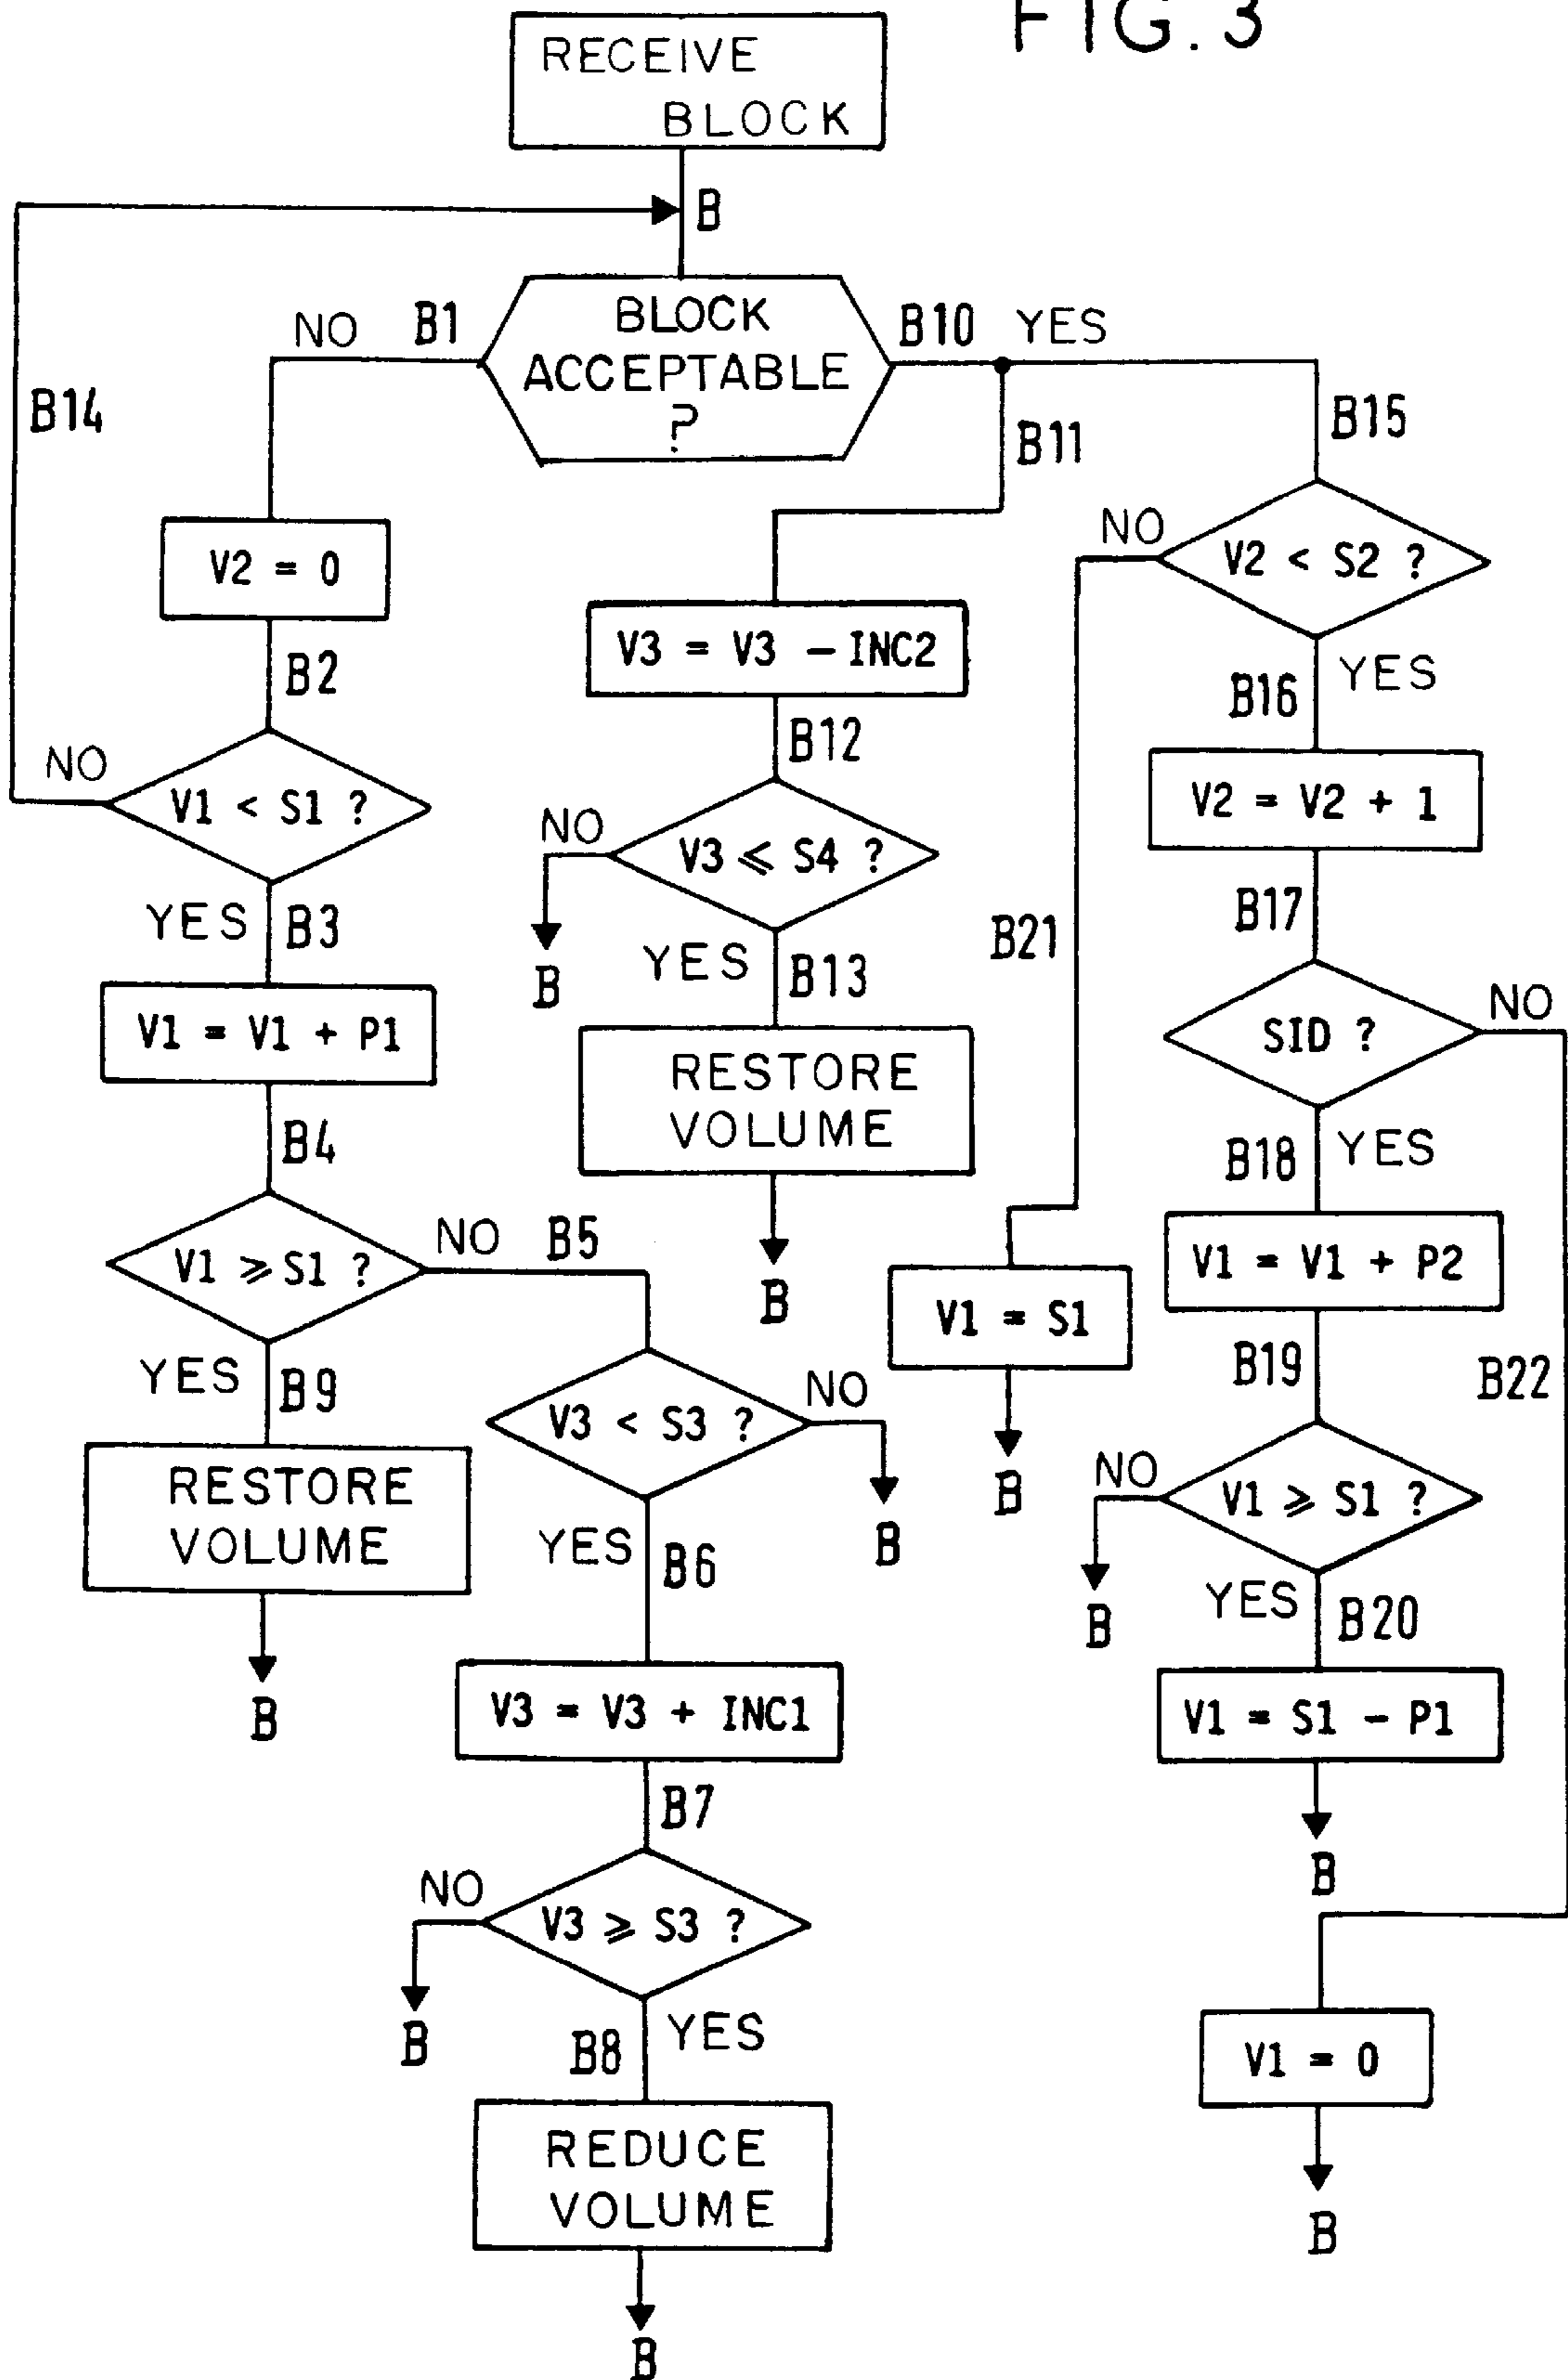 FIG. 3
RECEIVE
BLOCK
B
NO
B1
BLOCK
ACCEPTABLE
?
B10
YES
B14
B11
B15
V2 = 0
B2
NO
V1 < S1 ?
YES
B3
V1 = V1 + P1
B4
V1 ⩾ S1 ?
NO
B5
YES
B9
RESTORE
VOLUME
B
V3 < S3 ?
NO
B
YES
B6
V3 = V3 + INC1
B7
NO
V3 ⩾ S3 ?
B
B8
YES
REDUCE
VOLUME
B
V3 = V3 - INC2
B12
NO
V3 ⩽ S4 ?
B
YES
B13
RESTORE
VOLUME
B
NO
V2 < S2 ?
B21
V1 = S1
B
B16
YES
V2 = V2 + 1
B17
SID ?
NO
B18
YES
V1 = V1 + P2
B19
B22
NO
V1 ⩾ S1 ?
B
YES
B20
V1 = S1 - P1
B
V1 = 0
B